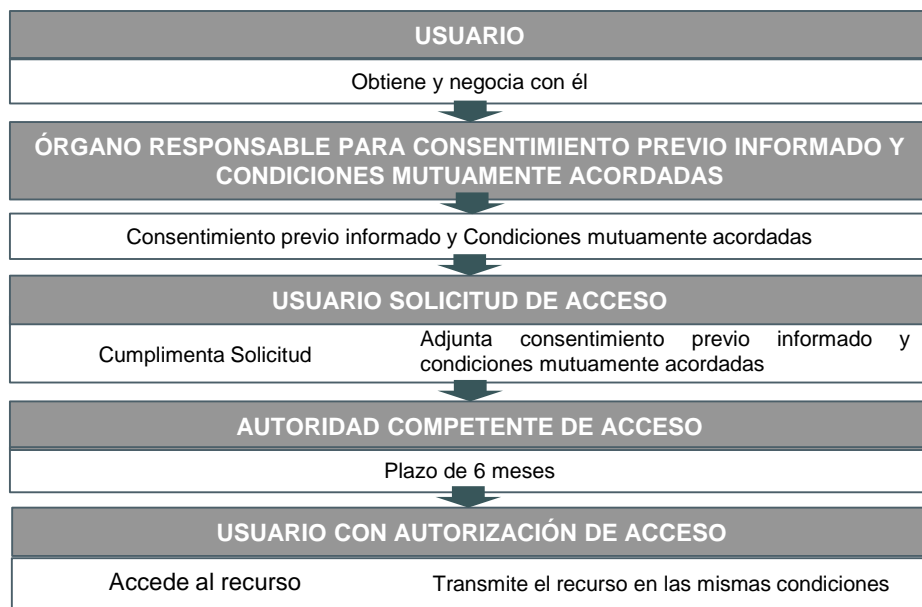 USUARIO
Obtiene y negocia con él
ÓRGANO RESPONSABLE PARA CONSENTIMIENTO PREVIO INFORMADO Y
CONDICIONES MUTUAMENTE ACORDADAS
Consentimiento previo informado y Condiciones mutuamente acordadas
USUARIO SOLICITUD DE ACCESO
Cumplimenta Solicitud
Adjunta consentimiento previo informado y
condiciones mutuamente acordadas
AUTORIDAD COMPETENTE DE ACCESO
Plazo de 6 meses
USUARIO CON AUTORIZACIÓN DE ACCESO
Accede al recurso
Transmite el recurso en las mismas condiciones